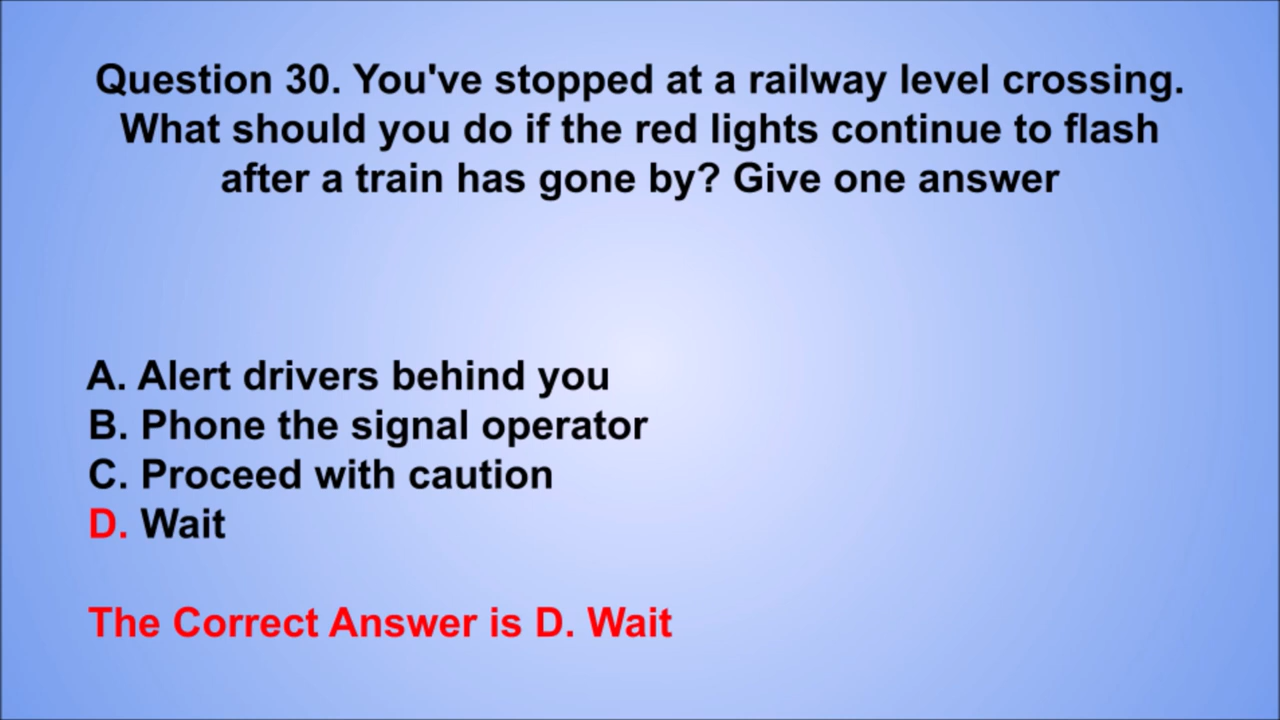 Question 30. You've stopped at a railway level crossing.
What should you do if the red lights continue to flash
after a train has gone by? Give one answer
A. Alert drivers behind you
B. Phone the signal operator
C. Proceed with caution
D. Wait
The Correct Answer is D. Wait